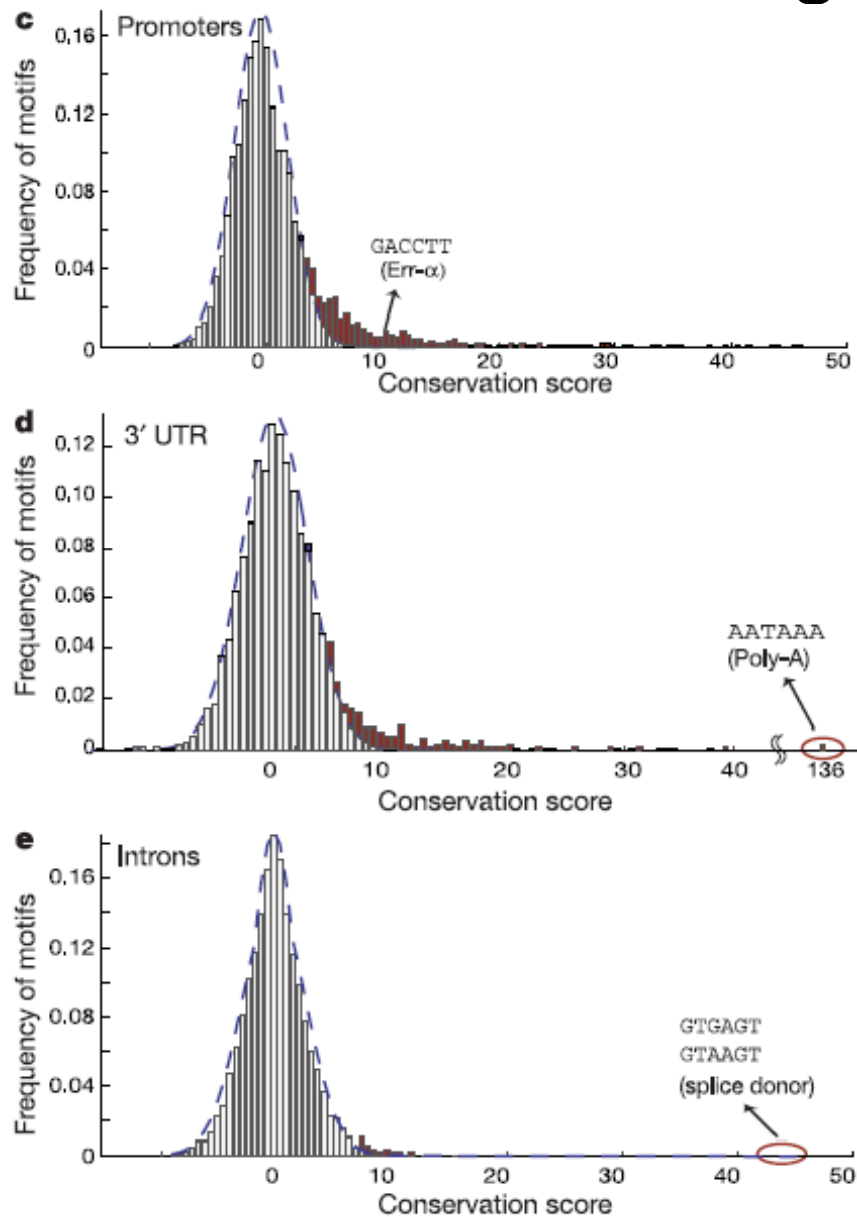 c
Promoters
0,16
0.12
0.08
0.04
0
Frequency of motifs
GACCTT
(Err-α)
0 10 20 30 40 50
Conservation score
d
3′ UTR
0.12
0,10
0.08
0.06
0.04
0.02
0
Frequency of motifs
AATAAA
(Poly-A)
0 10 20 30 40 136
Conservation score
e
Introns
0.16
0.12
0.08
0.04
0
Frequency of motifs
GTGAGT
GTAAGT
(splice donor)
0 10 20 30 40 50
Conservation score